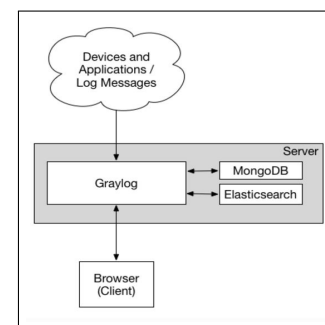 Devices and
Applications /
Log Messages
Server
Graylog
MongoDB
Elasticsearch
Browser
(Client)